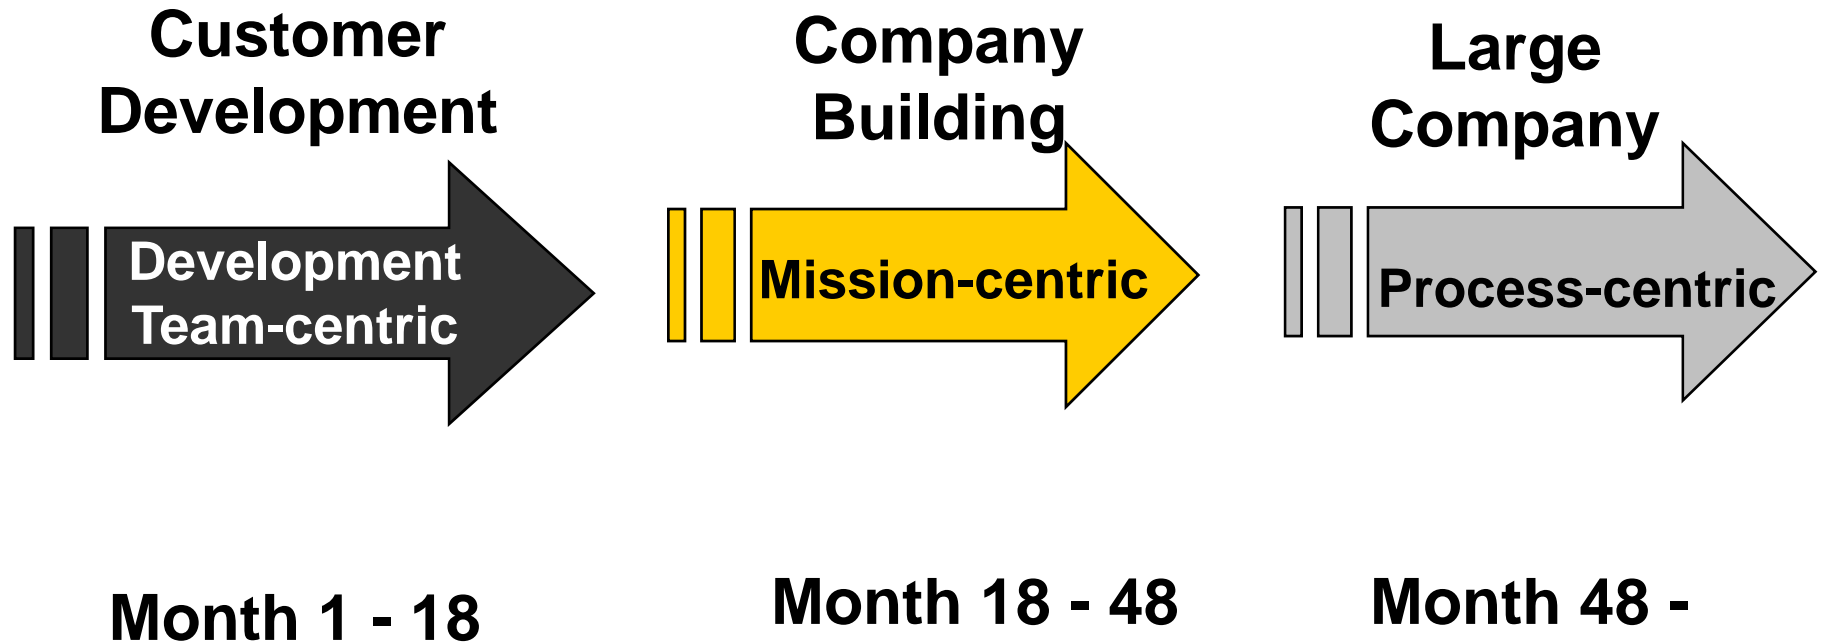 Customer
Development
Company
Building
Large
Company
Development
Team-centric
Mission-centric
Process-centric
Month 1 - 18
Month 18 - 48
Month 48 -